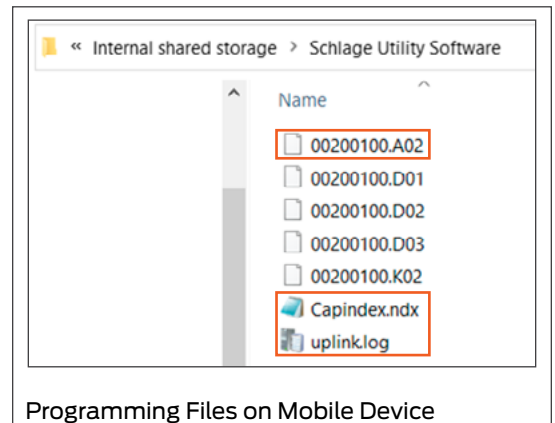 « Internal shared storage > Schlage Utility Software
Name
00200100.A02
00200100.D01
00200100.D02
00200100.D03
00200100.K02
Capindex.ndx
uplink.log
Programming Files on Mobile Device